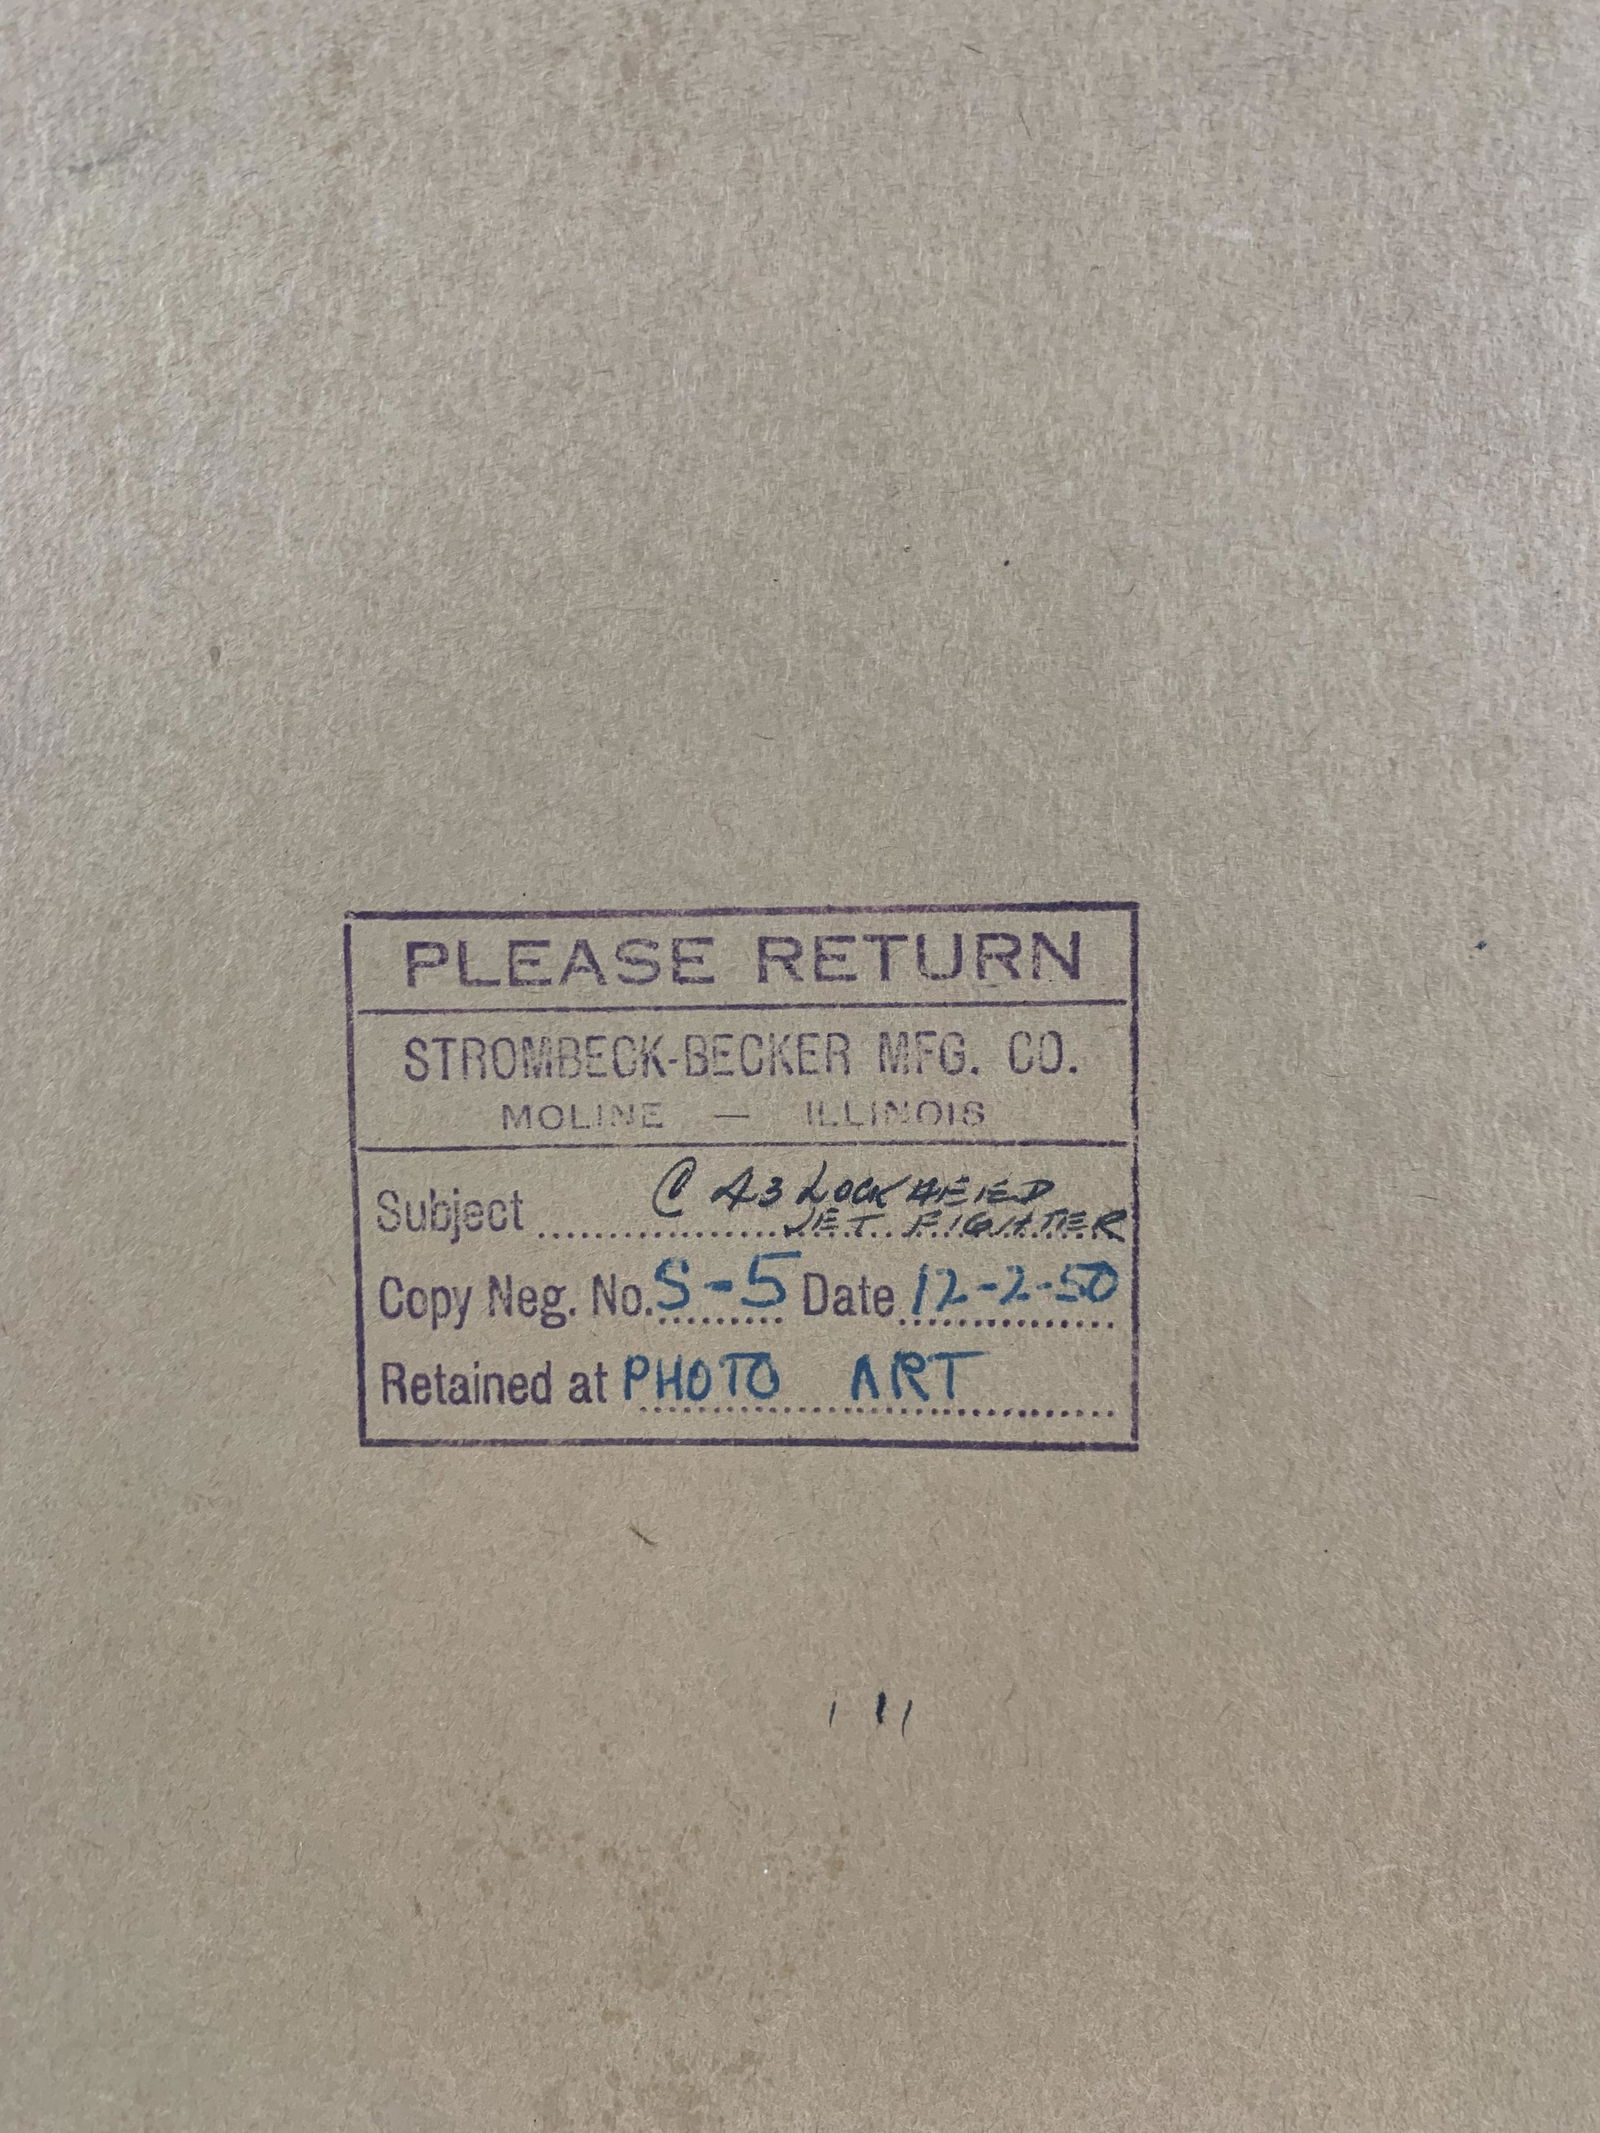 PLEASE RETURN
STROMBECK-BECKER MFG. CO.
MOLINE — ILLINOIS
Subject C 43 LOCKHEED
JET FIGHTER
Copy Neg. No. S-5 Date 12-2-50
Retained at PHOTO ART